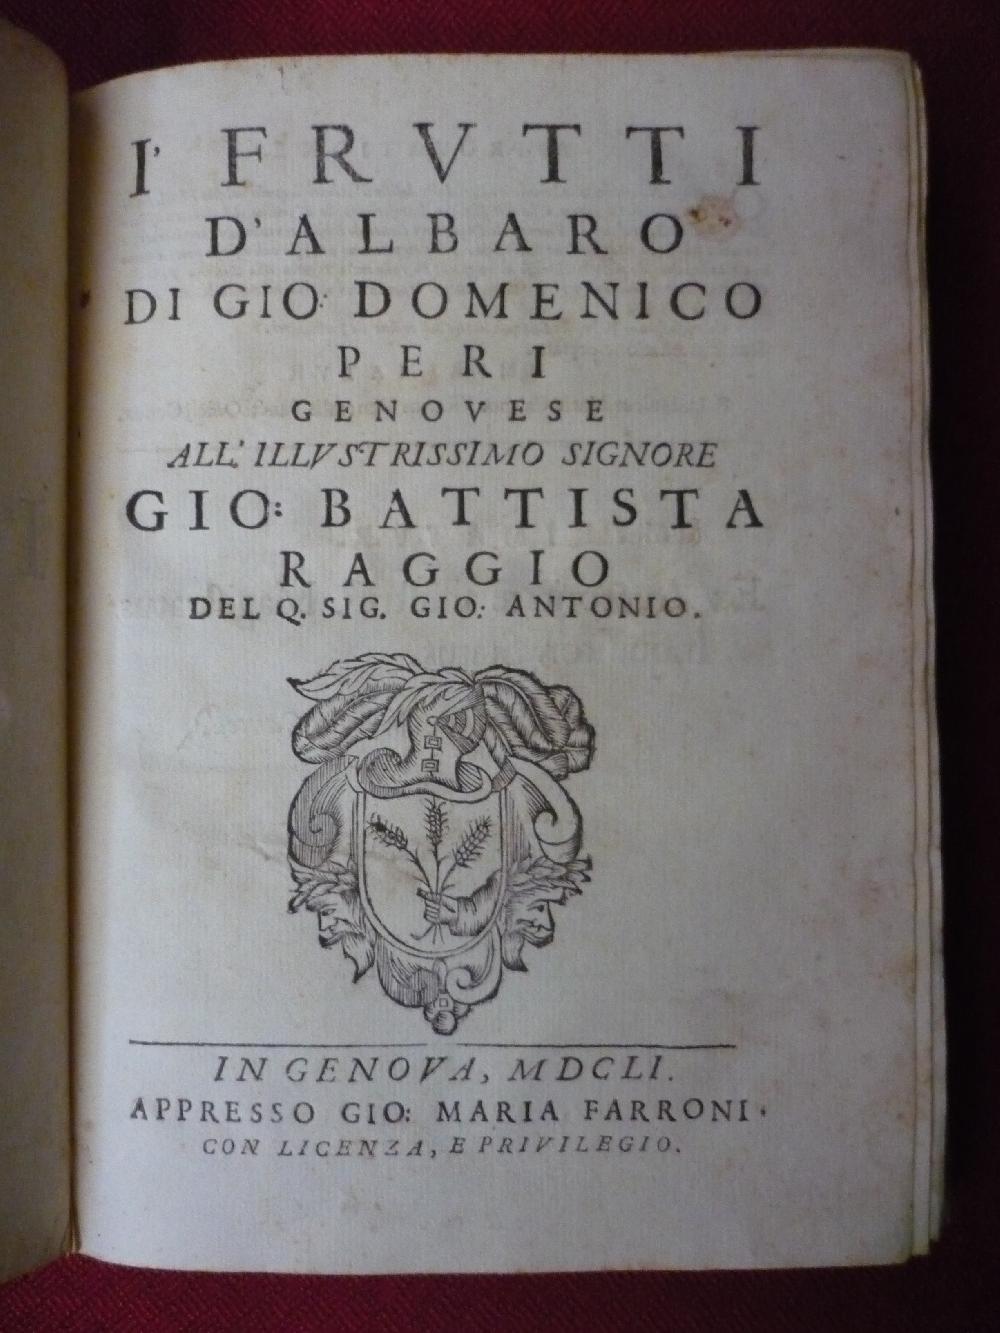 I' FRVTTI
D'ALBARO
DI GIO: DOMENICO
PERI
GENOVESE
ALL' ILLVSTRISSIMO SIGNORE
GIO: BATTISTA
RAGGIO
DEL Q. SIG. GIO: ANTONIO.
IN GENOVA, MDCLI.
APPRESSO GIO: MARIA FARRONI.
CON LICENZA, E PRIVILEGIO.